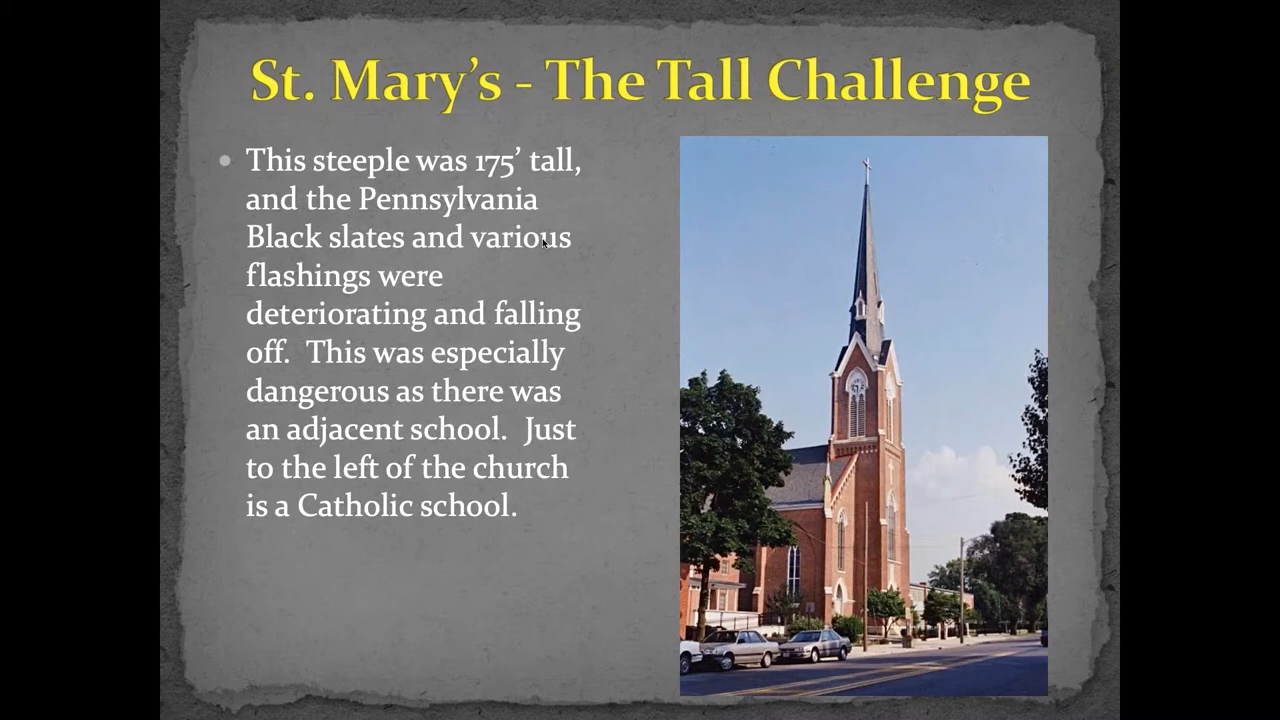 St. Mary’s - The Tall Challenge
This steeple was 175’ tall,
and the Pennsylvania
Black slates and various
flashings were
deteriorating and falling
off.  This was especially
dangerous as there was
an adjacent school.  Just
to the left of the church
is a Catholic school.